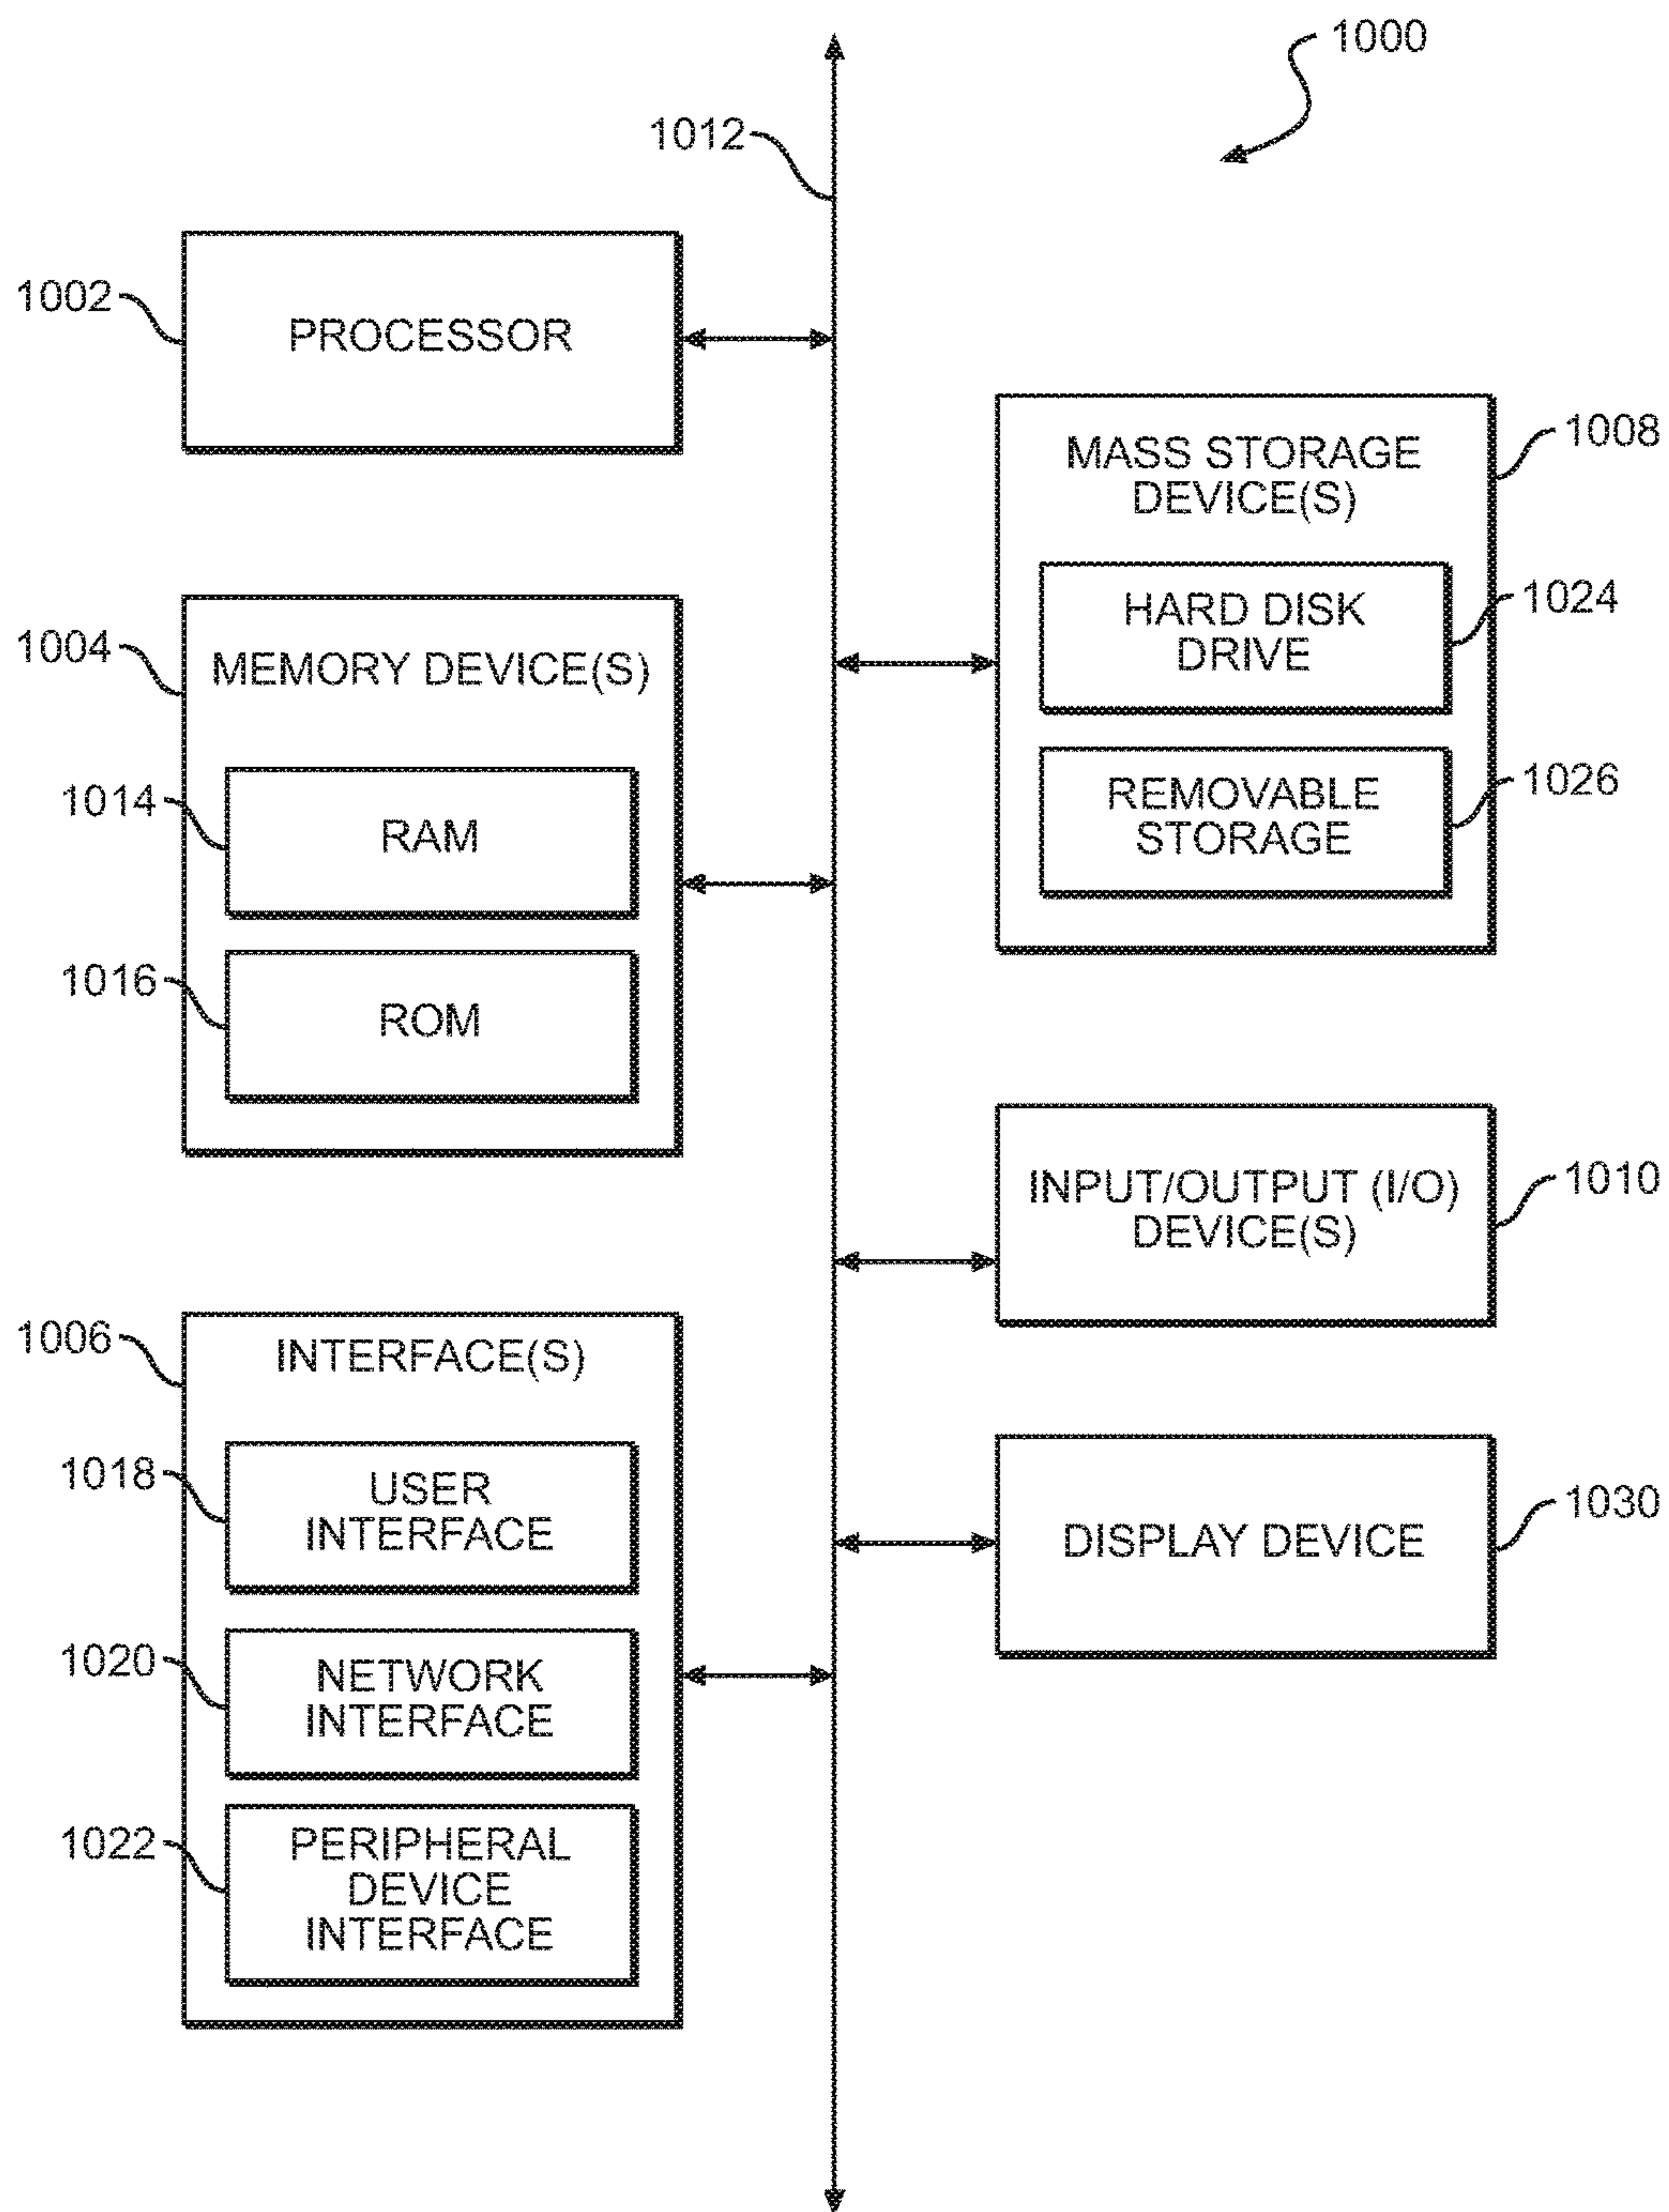 1000
1012
1002
PROCESSOR
1008
MASS STORAGE
DEVICE(S)
1024
HARD DISK
DRIVE
1026
REMOVABLE
STORAGE
1004
MEMORY DEVICE(S)
1014
RAM
1016
ROM
1010
INPUT/OUTPUT (I/O)
DEVICE(S)
1006
INTERFACE(S)
1018
USER
INTERFACE
1020
NETWORK
INTERFACE
1022
PERIPHERAL
DEVICE
INTERFACE
1030
DISPLAY DEVICE